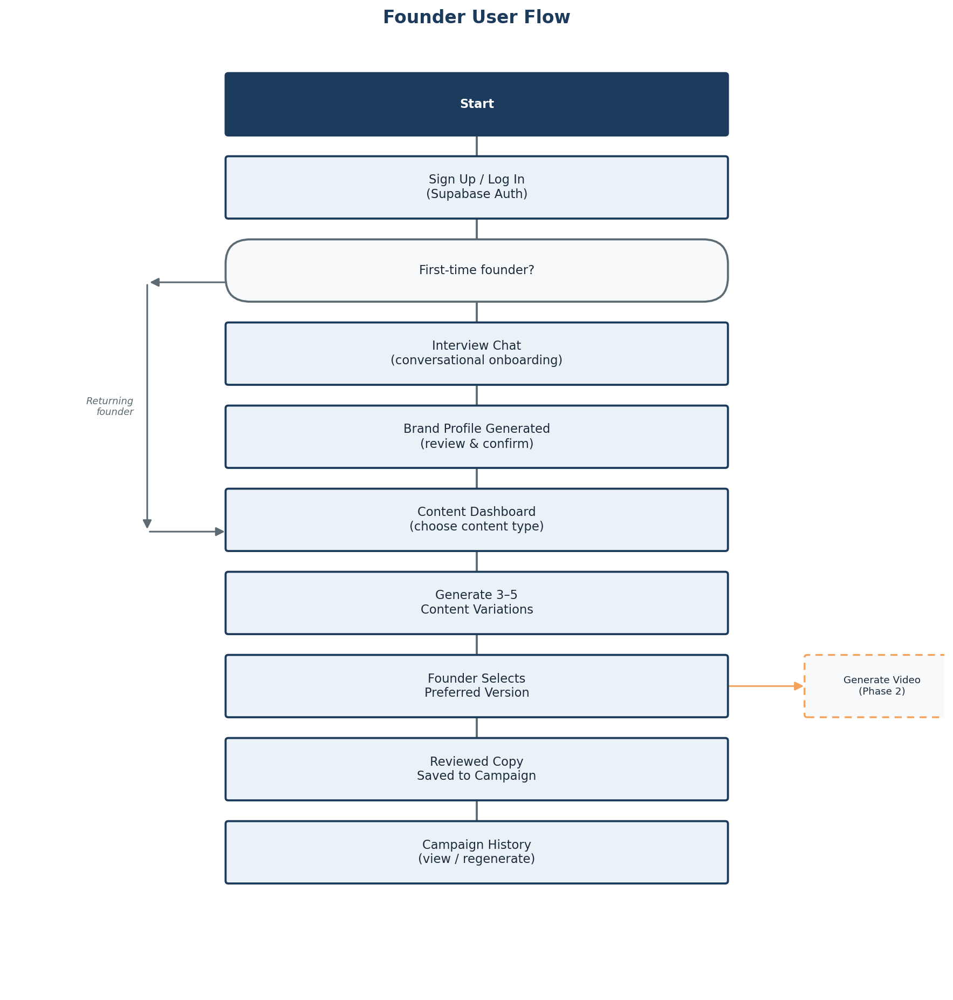 Founder User Flow
Start
Sign Up / Log In
(Supabase Auth)
First-time founder?
Interview Chat
(conversational onboarding)
Returning
founder
Brand Profile Generated
(review & confirm)
Content Dashboard
(choose content type)
Generate 3–5
Content Variations
Founder Selects
Preferred Version
Generate Video
(Phase 2)
Reviewed Copy
Saved to Campaign
Campaign History
(view / regenerate)